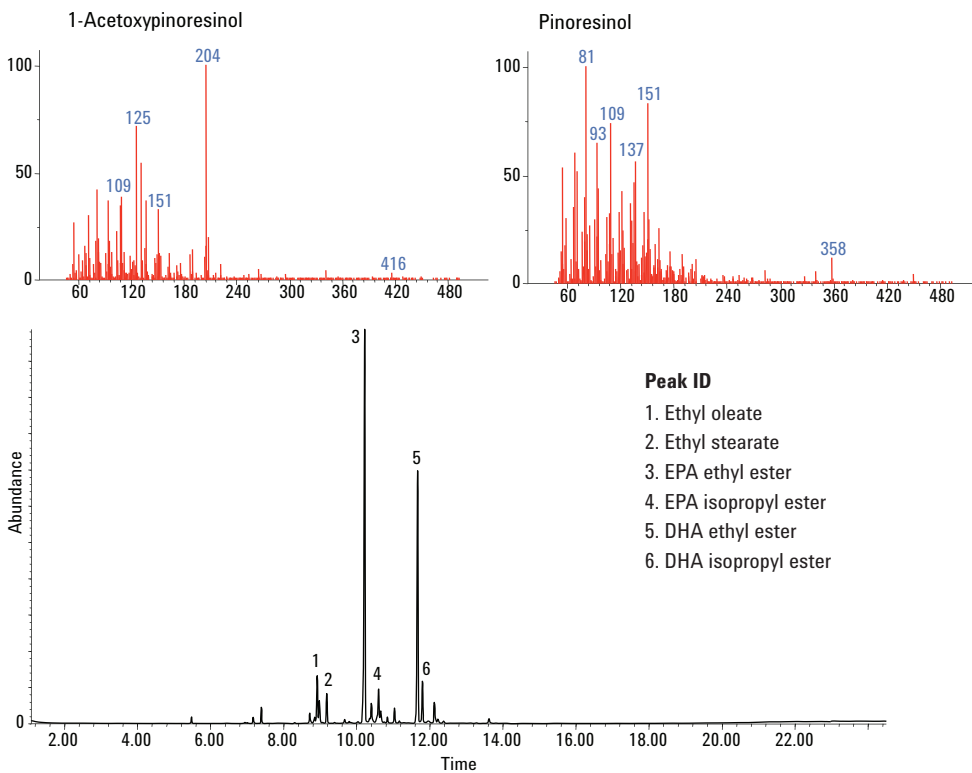 1-Acetoxypinoresinol
100
50
0
204
125
109
151
416
60 120 180 240 300 360 420 480
Pinoresinol
100
50
0
81
151
109
93
137
358
60 120 180 240 300 360 420 480
Abundance
0
3
5
1
2
4
6
2.00 4.00 6.00 8.00 10.00 12.00 14.00 16.00 18.00 20.00 22.00
Time
Peak ID
1. Ethyl oleate
2. Ethyl stearate
3. EPA ethyl ester
4. EPA isopropyl ester
5. DHA ethyl ester
6. DHA isopropyl ester